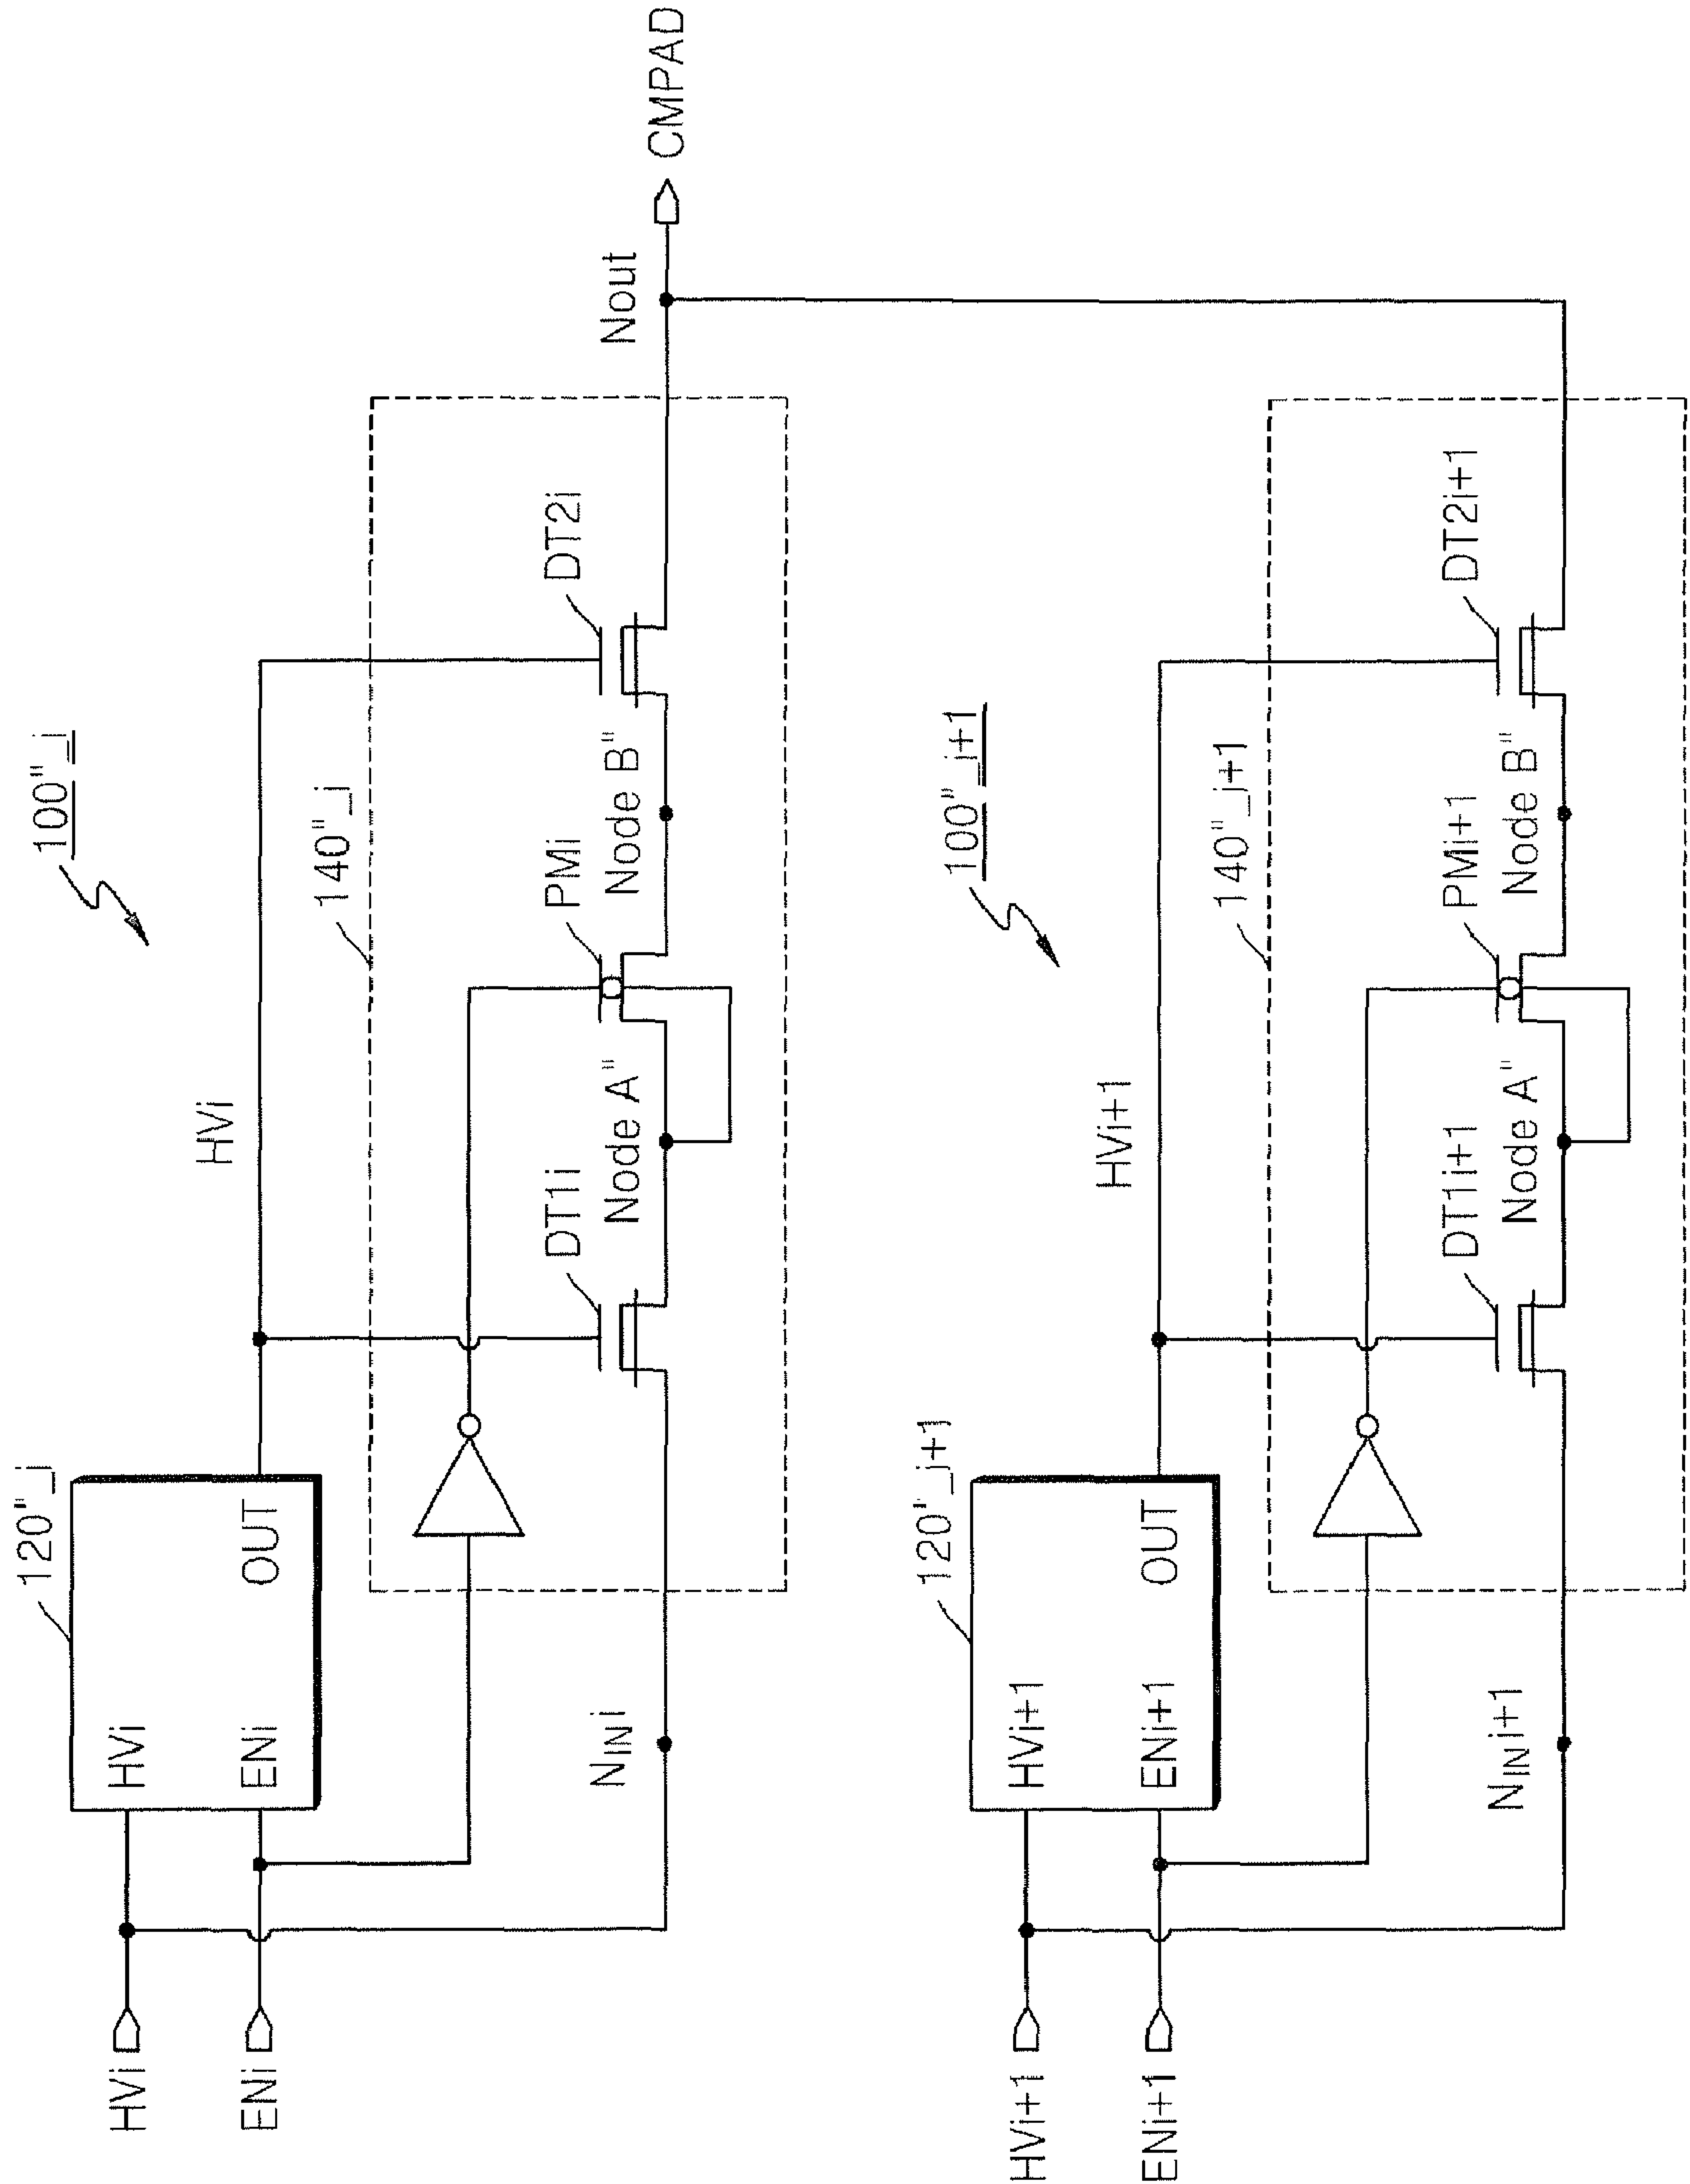 100"_i
120"_j
HVi
ENi
OUT
HVi
ENi
HVi
140"_j
DT1i
PMi
DT2i
Node A"
Node B"
NINi
Nout
CMPAD
100"_i+1
120"_j+1
HVi+1
ENi+1
OUT
HVi+1
ENi+1
HVi+1
140"_j+1
DT1i+1
PMi+1
DT2i+1
Node A"
Node B"
NINi+1